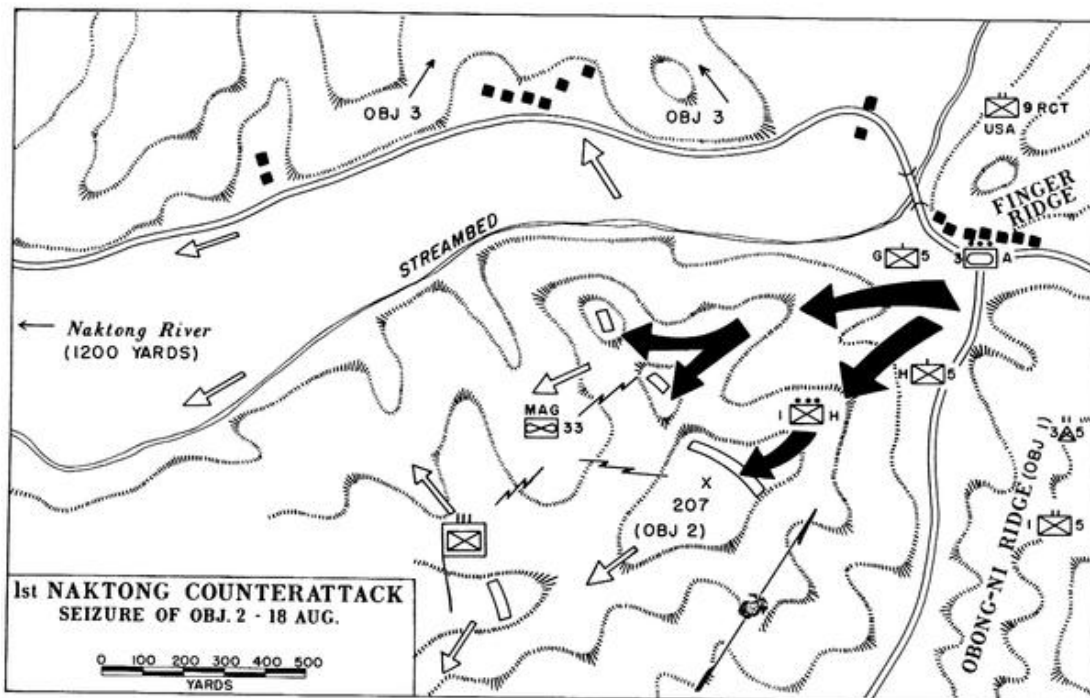 OBJ 3
OBJ 3
9 RCT
USA
FINGER
RIDGE
STREAMBED
G 5
3 A
Naktong River
(1200 YARDS)
H 5
MAG
33
I H
3 5
X
207
(OBJ 2)
1 5
OBONG-NI RIDGE (OBJ 1)
1st NAKTONG COUNTERATTACK
SEIZURE OF OBJ. 2 - 18 AUG.
0 100 200 300 400 500
YARDS